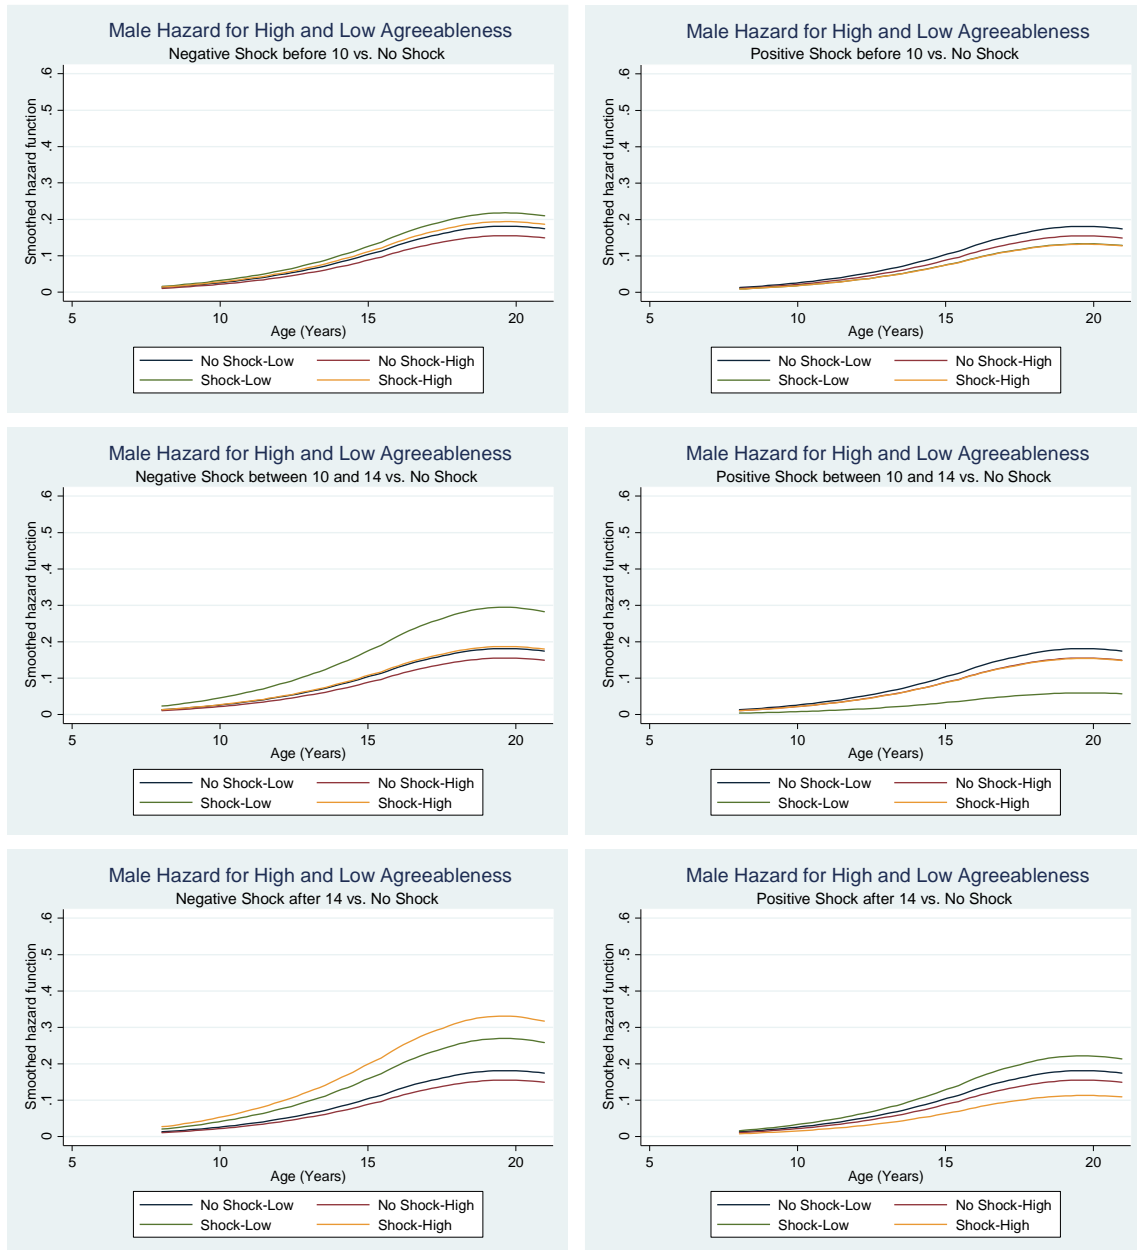 Male Hazard for High and Low Agreeableness
Negative Shock before 10 vs. No Shock
Smoothed hazard function
0 .1 .2 .3 .4 .5 .6
5 10 15 20
Age (Years)
No Shock-Low No Shock-High
Shock-Low Shock-High
Male Hazard for High and Low Agreeableness
Positive Shock before 10 vs. No Shock
Smoothed hazard function
0 .1 .2 .3 .4 .5 .6
5 10 15 20
Age (Years)
No Shock-Low No Shock-High
Shock-Low Shock-High
Male Hazard for High and Low Agreeableness
Negative Shock between 10 and 14 vs. No Shock
Smoothed hazard function
0 .1 .2 .3 .4 .5 .6
5 10 15 20
Age (Years)
No Shock-Low No Shock-High
Shock-Low Shock-High
Male Hazard for High and Low Agreeableness
Positive Shock between 10 and 14 vs. No Shock
Smoothed hazard function
0 .1 .2 .3 .4 .5 .6
5 10 15 20
Age (Years)
No Shock-Low No Shock-High
Shock-Low Shock-High
Male Hazard for High and Low Agreeableness
Negative Shock after 14 vs. No Shock
Smoothed hazard function
0 .1 .2 .3 .4 .5 .6
5 10 15 20
Age (Years)
No Shock-Low No Shock-High
Shock-Low Shock-High
Male Hazard for High and Low Agreeableness
Positive Shock after 14 vs. No Shock
Smoothed hazard function
0 .1 .2 .3 .4 .5 .6
5 10 15 20
Age (Years)
No Shock-Low No Shock-High
Shock-Low Shock-High